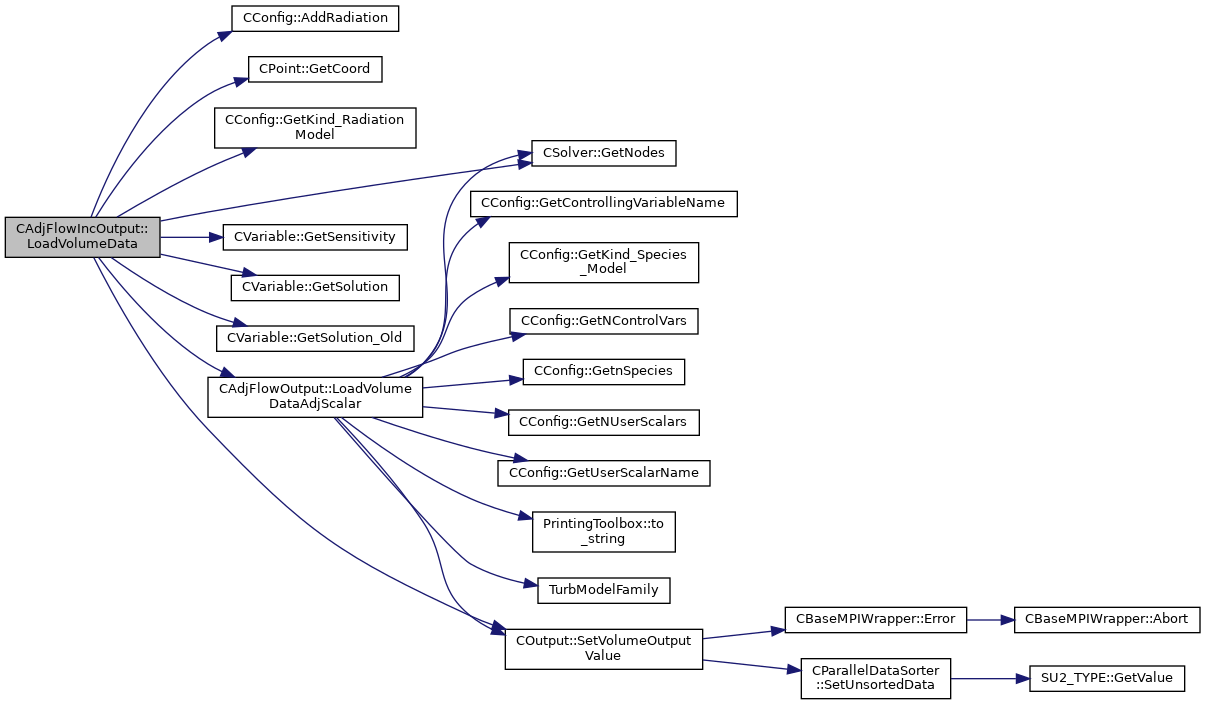 CAdjFlowIncOutput::
LoadVolumeData
CConfig::AddRadiation
CPoint::GetCoord
CConfig::GetKind_Radiation
Model
CSolver::GetNodes
CVariable::GetSensitivity
CVariable::GetSolution
CVariable::GetSolution_Old
CAdjFlowOutput::LoadVolume
DataAdjScalar
CConfig::GetControllingVariableName
CConfig::GetKind_Species
_Model
CConfig::GetNControlVars
CConfig::GetnSpecies
CConfig::GetNUserScalars
CConfig::GetUserScalarName
PrintingToolbox::to
_string
TurbModelFamily
COutput::SetVolumeOutput
Value
CBaseMPIWrapper::Error
CBaseMPIWrapper::Abort
CParallelDataSorter
::SetUnsortedData
SU2_TYPE::GetValue